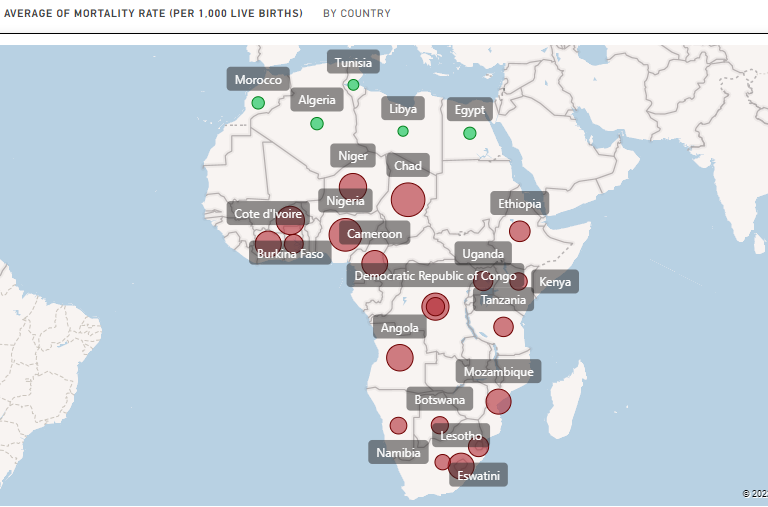 AVERAGE OF MORTALITY RATE (PER 1,000 LIVE BIRTHS) BY COUNTRY
Tunisia
Morocco
Algeria
Libya
Egypt
Niger
Chad
Nigeria
Ethiopia
Cote d'Ivoire
Cameroon
Burkina Faso
Uganda
Democratic Republic of Congo
Kenya
Tanzania
Angola
Mozambique
Botswana
Lesotho
Namibia
Eswatini